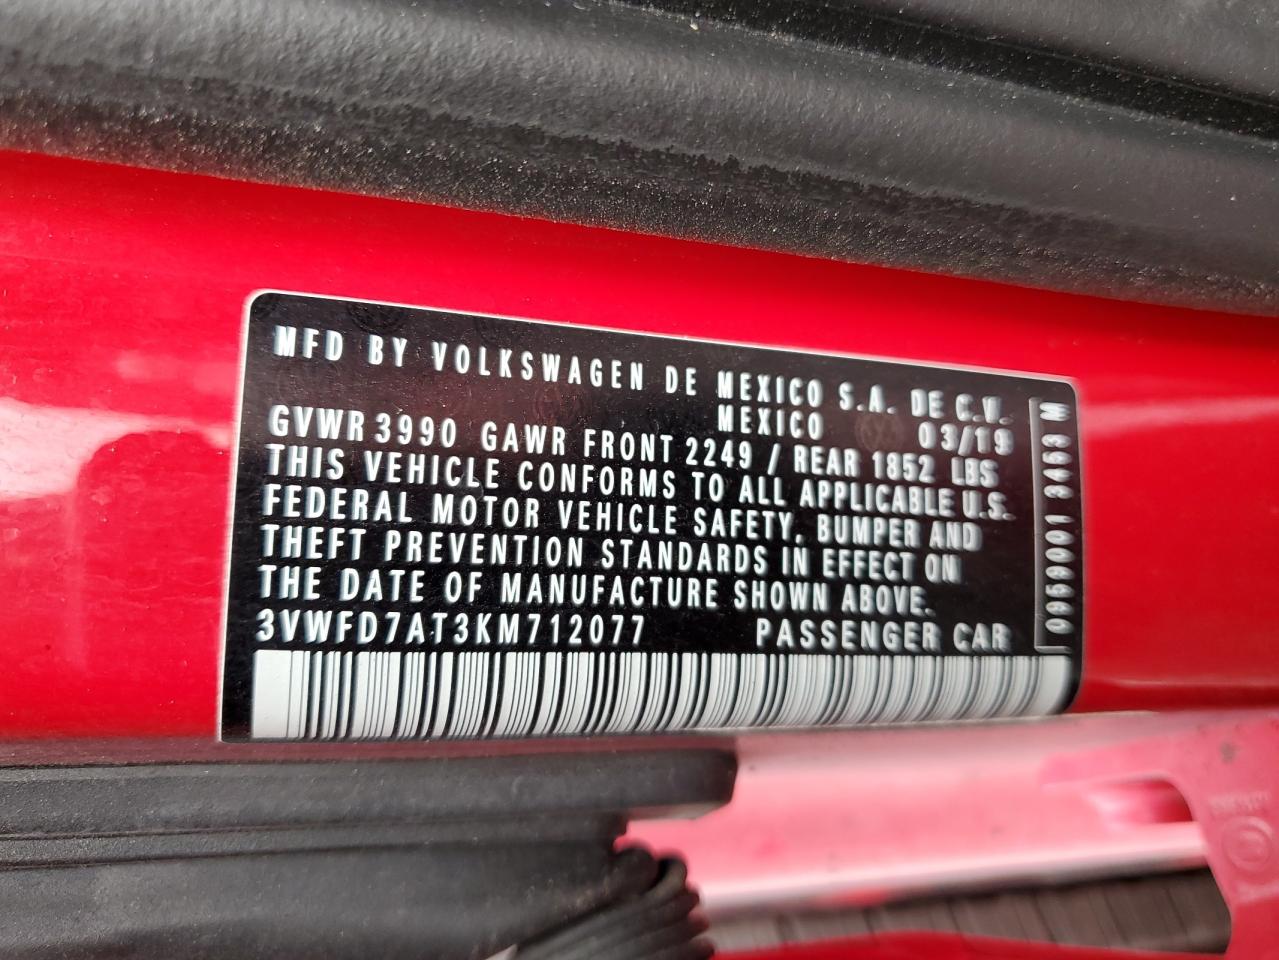 MFD BY VOLKSWAGEN DE MEXICO S.A. DE C.V.
MEXICO 03/19
GVWR 3990 GAWR FRONT 2249 / REAR 1852 LBS
THIS VEHICLE CONFORMS TO ALL APPLICABLE U.S.
FEDERAL MOTOR VEHICLE SAFETY, BUMPER AND
THEFT PREVENTION STANDARDS IN EFFECT ON
THE DATE OF MANUFACTURE SHOWN ABOVE.
3VWFD7AT3KM712077 PASSENGER CAR
0959001 3453 M